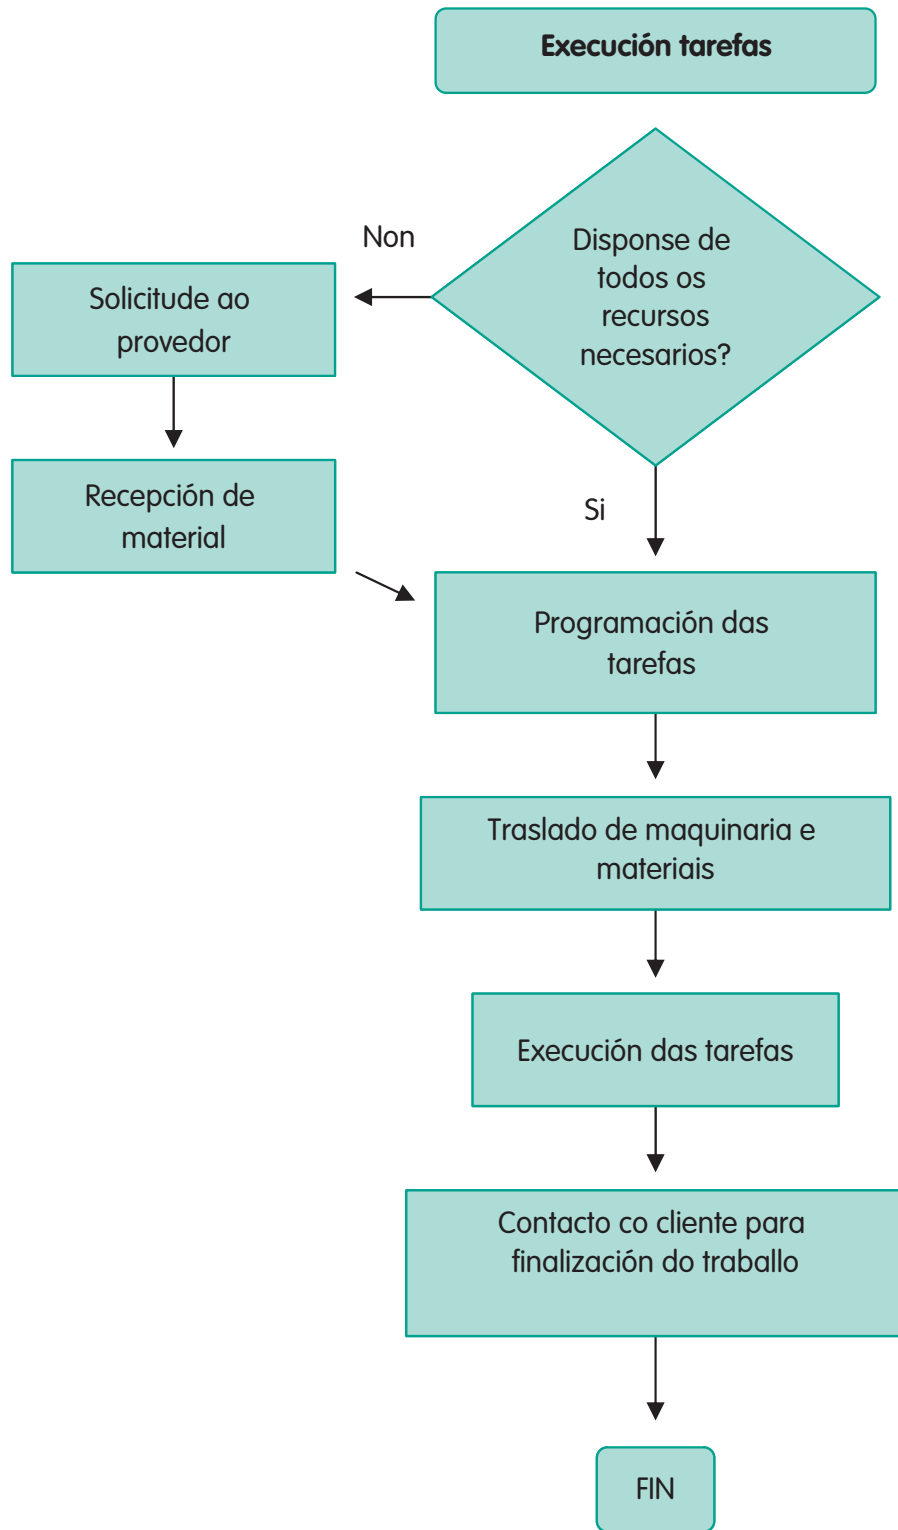 Execución tarefas
Disponse de
todos os
recursos
necesarios?
Non
Solicitude ao
provedor
Recepción de
material
Si
Programación das
tarefas
Traslado de maquinaria e
materiais
Execución das tarefas
Contacto co cliente para
finalización do traballo
FIN